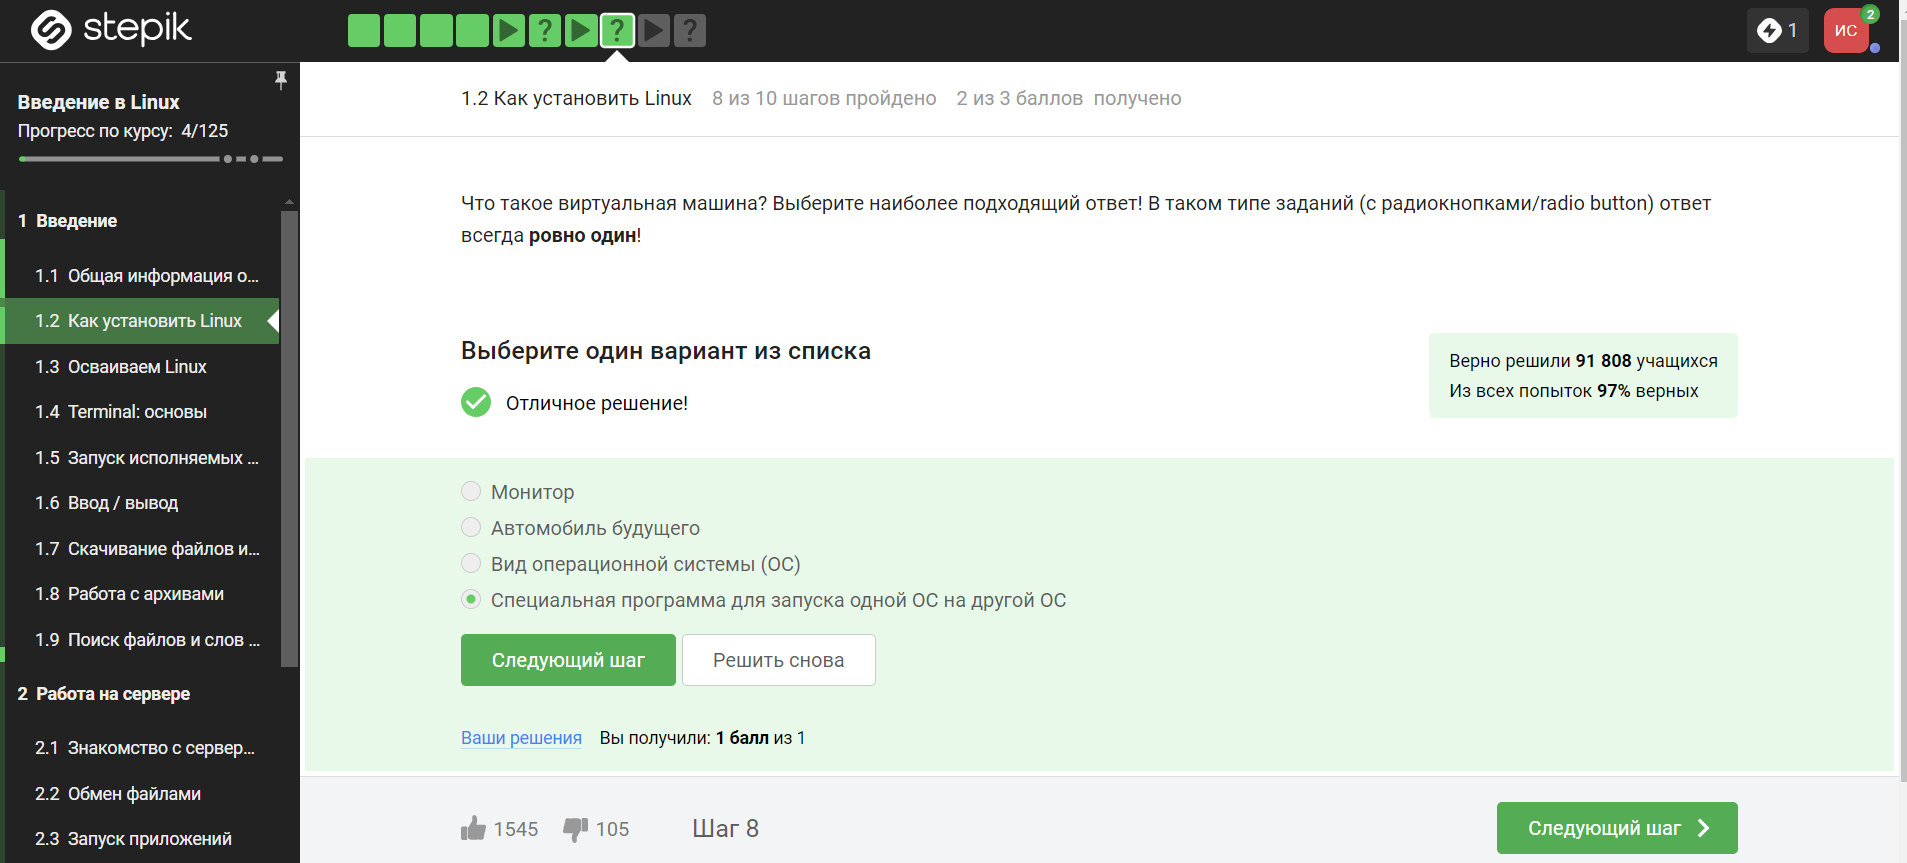 stepik
? ? ?
1
ИС
2
Введение в Linux
Прогресс по курсу: 4/125
1 Введение
1.1 Общая информация о...
1.2 Как установить Linux
1.3 Осваиваем Linux
1.4 Terminal: основы
1.5 Запуск исполняемых ...
1.6 Ввод / вывод
1.7 Скачивание файлов и...
1.8 Работа с архивами
1.9 Поиск файлов и слов ...
2 Работа на сервере
2.1 Знакомство с сервер...
2.2 Обмен файлами
2.3 Запуск приложений
1.2 Как установить Linux 8 из 10 шагов пройдено 2 из 3 баллов получено
Что такое виртуальная машина? Выберите наиболее подходящий ответ! В таком типе заданий (с радиокнопками/radio button) ответ
всегда ровно один!
Выберите один вариант из списка
Отличное решение!
Верно решили 91 808 учащихся
Из всех попыток 97% верных
Монитор
Автомобиль будущего
Вид операционной системы (ОС)
Специальная программа для запуска одной ОС на другой ОС
Следующий шаг Решить снова
Ваши решения Вы получили: 1 балл из 1
1545 105 Шаг 8 Следующий шаг